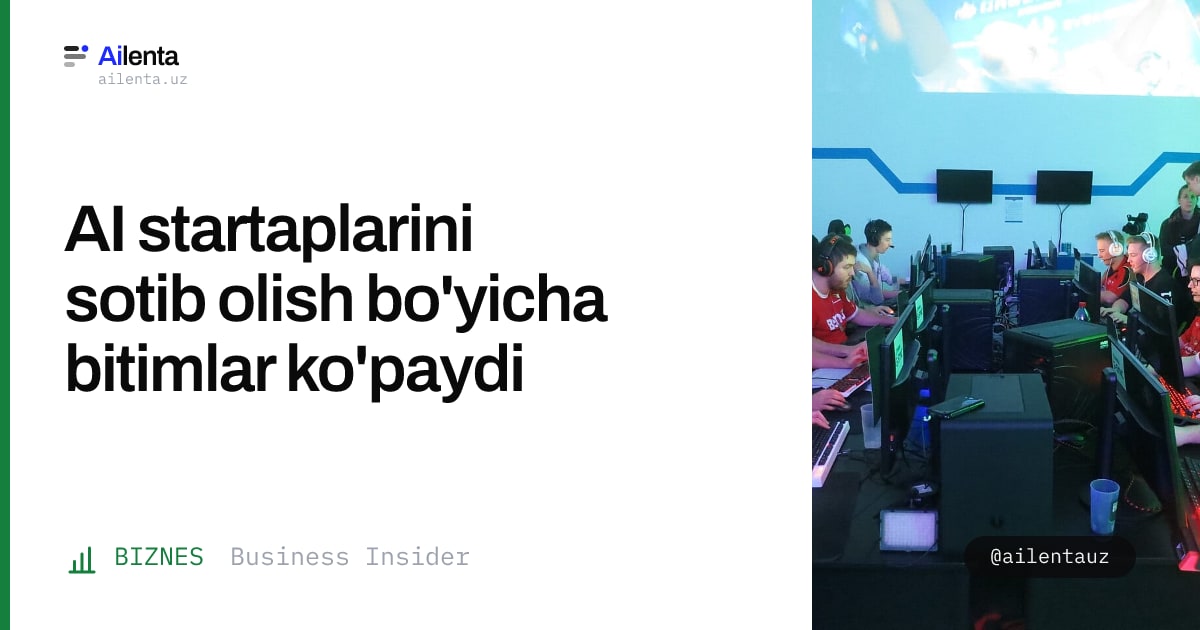 Ailenta
ailenta.uz
AI startaplarini
sotib olish bo'yicha
bitimlar ko'paydi
BIZNES Business Insider
@ailentauz